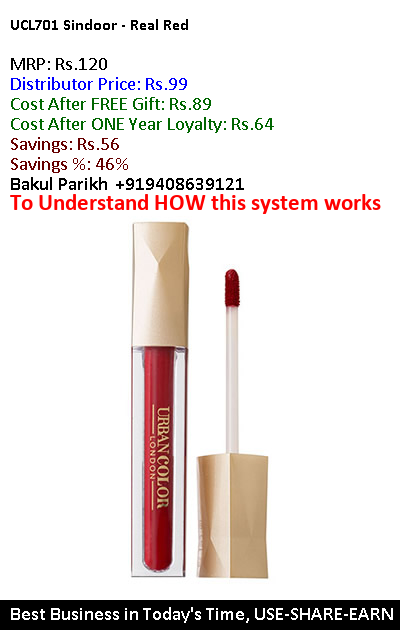 UCL701 Sindoor - Real Red
MRP: Rs.120
Distributor Price: Rs.99
Cost After FREE Gift: Rs.89
Cost After ONE Year Loyalty: Rs.64
Savings: Rs.56
Savings %: 46%
Bakul Parikh +919408639121
To Understand HOW this system works
URBAN COLOR
LONDON
Best Business in Today's Time, USE-SHARE-EARN